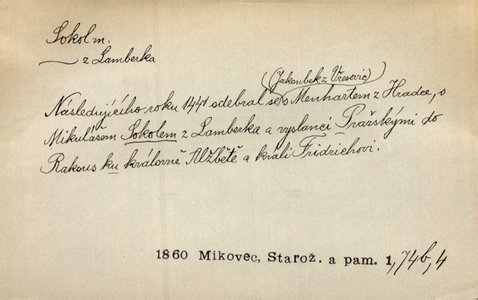 Sokol m.
z Lamberka
(Jakoubek z Vřesovic)
Následujícího roku 1441 odebral se s Menhartem z Hradce, s
Mikulášem Sokolem z Lamberka a vyslanci Pražskými do
Rakous ku královně Alžbětě a králi Fridrichovi.
1860 Mikovec, Starož. a pam. 1, 74b, 4